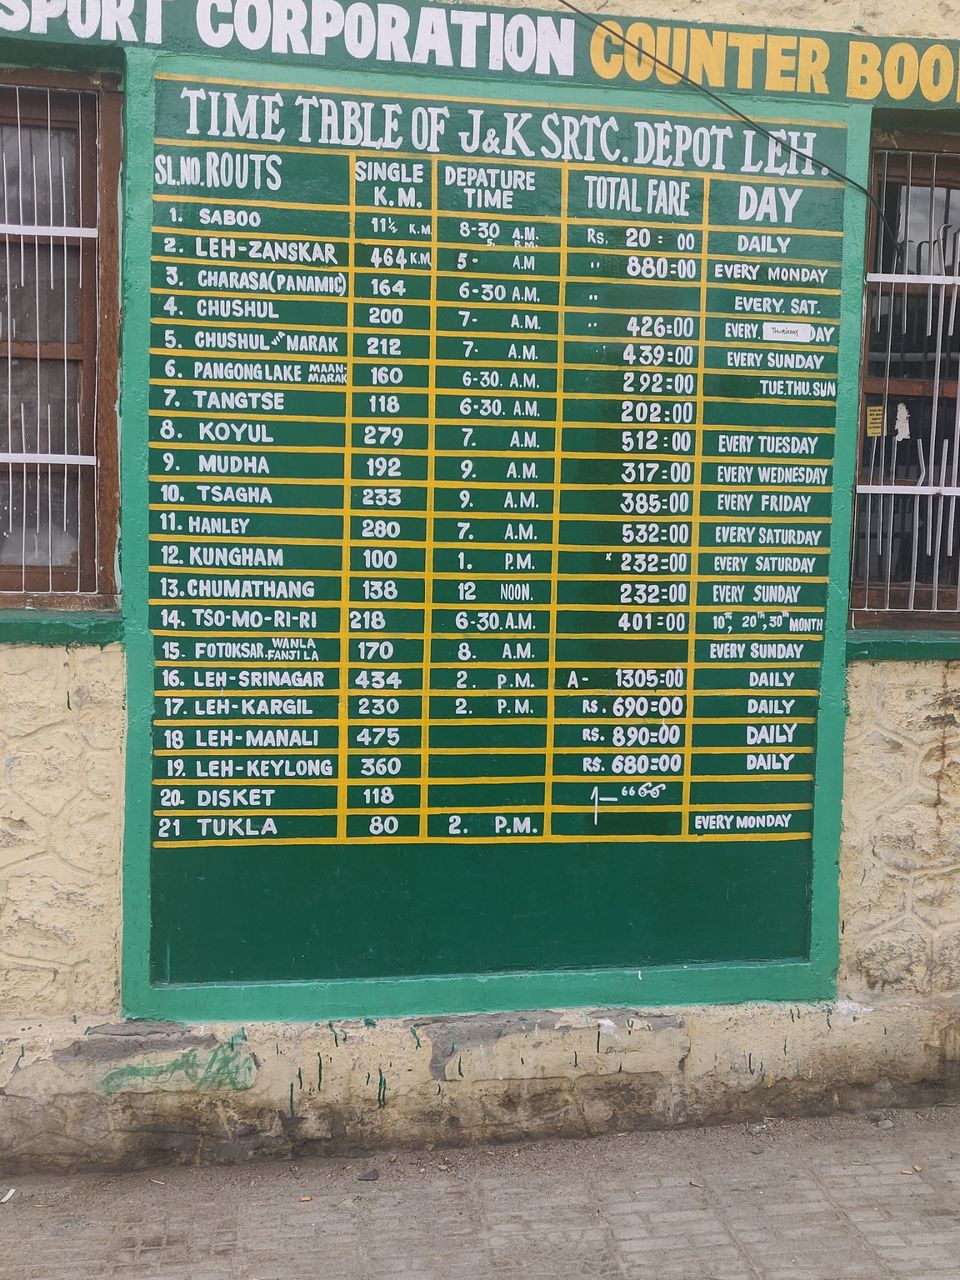 SPORT CORPORATION COUNTER BOO
TIME TABLE OF J&K SRTC. DEPOT LEH.
SL.NO. ROUTS SINGLE K.M. DEPATURE TIME TOTAL FARE DAY
1. SABOO 11½ K.M. 8-30 A.M. 5. P.M. Rs. 20:00 DAILY
2. LEH-ZANSKAR 464 K.M. 5- A.M " 880:00 EVERY MONDAY
3. CHARASA(PANAMIC) 164 6-30 A.M. " EVERY. SAT.
4. CHUSHUL 200 7- A.M. " 426:00 EVERY. THURSDAY DAY
5. CHUSHUL MARAK 212 7- A.M. 439:00 EVERY SUNDAY
6. PANGONG LAKE MAAN-MARAK 160 6-30. A.M. 292:00 TUE.THU.SUN
7. TANGTSE 118 6-30. A.M. 202:00
8. KOYUL 279 7. A.M. 512:00 EVERY TUESDAY
9. MUDHA 192 9. A.M. 317:00 EVERY WEDNESDAY
10. TSAGHA 233 9. A.M. 385:00 EVERY FRIDAY
11. HANLEY 280 7. A.M. 532:00 EVERY SATURDAY
12. KUNGHAM 100 1. P.M. x 232:00 EVERY SATURDAY
13. CHUMATHANG 138 12 NOON. 232:00 EVERY SUNDAY
14. TSO-MO-RI-RI 218 6-30. A.M. 401:00 10TH, 20TH, 30TH MONTH
15. FOTOKSAR. WANLA FANJILA 170 8. A.M. EVERY SUNDAY
16. LEH-SRINAGAR 434 2. P.M. A- 1305:00 DAILY
17. LEH-KARGIL 230 2. P.M. RS. 690=00 DAILY
18 LEH-MANALI 475 RS. 890=00 DAILY
19. LEH-KEYLONG 360 RS. 680=00 DAILY
20. DISKET 118
21 TUKLA 80 2. P.M. EVERY MONDAY